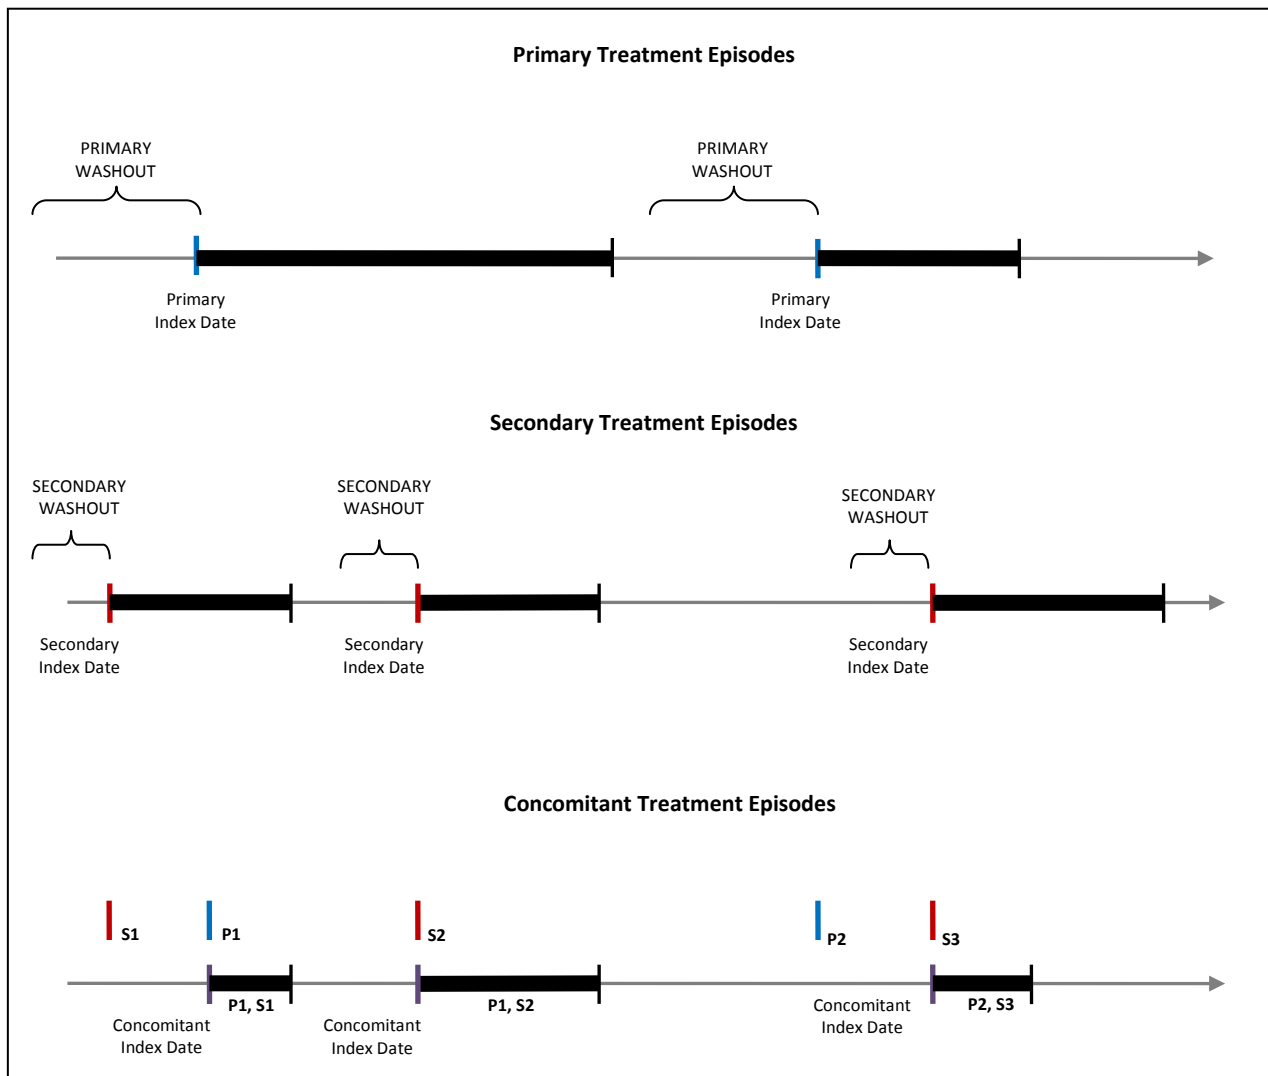 Primary Treatment Episodes
PRIMARY
WASHOUT
PRIMARY
WASHOUT
Primary
Index Date
Primary
Index Date
Secondary Treatment Episodes
SECONDARY
WASHOUT
SECONDARY
WASHOUT
SECONDARY
WASHOUT
Secondary
Index Date
Secondary
Index Date
Secondary
Index Date
Concomitant Treatment Episodes
S1
P1
S2
P2
S3
P1, S1
P1, S2
P2, S3
Concomitant
Index Date
Concomitant
Index Date
Concomitant
Index Date